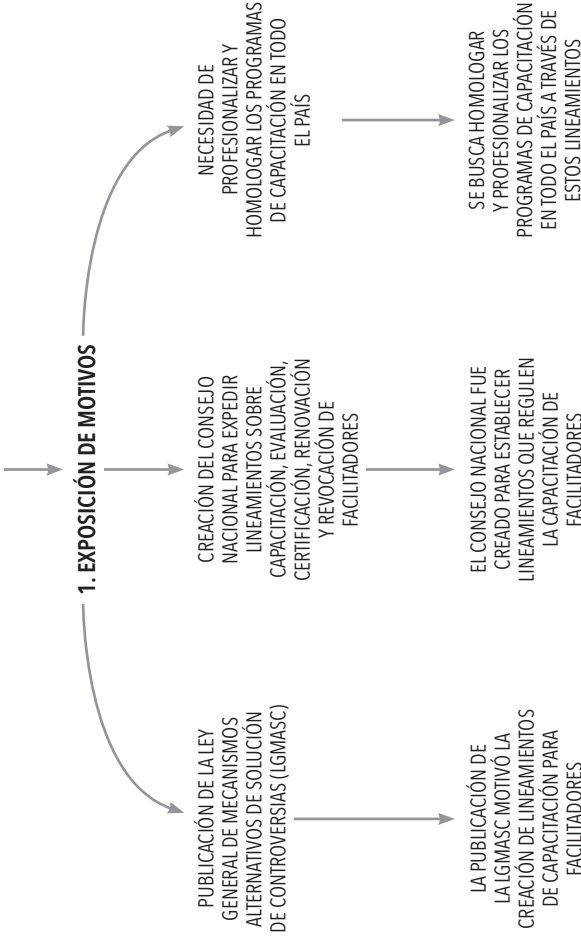 1. EXPOSICIÓN DE MOTIVOS
PUBLICACIÓN DE LA LEY
GENERAL DE MECANISMOS
ALTERNATIVOS DE SOLUCIÓN
DE CONTROVERSIAS (LGMASC)
LA PUBLICACIÓN DE
LA LGMASC MOTIVÓ LA
CREACIÓN DE LINEAMIENTOS
DE CAPACITACIÓN PARA
FACILITADORES
CREACIÓN DEL CONSEJO
NACIONAL PARA EXPEDIR
LINEAMIENTOS SOBRE
CAPACITACIÓN, EVALUACIÓN,
CERTIFICACIÓN, RENOVACIÓN
Y REVOCACIÓN DE
FACILITADORES
EL CONSEJO NACIONAL FUE
CREADO PARA ESTABLECER
LINEAMIENTOS QUE REGULEN
LA CAPACITACIÓN DE
FACILITADORES
NECESIDAD DE
PROFESIONALIZAR Y
HOMOLOGAR LOS PROGRAMAS
DE CAPACITACIÓN EN TODO
EL PAÍS
SE BUSCA HOMOLOGAR
Y PROFESIONALIZAR LOS
PROGRAMAS DE CAPACITACIÓN
EN TODO EL PAÍS A TRAVÉS DE
ESTOS LINEAMIENTOS